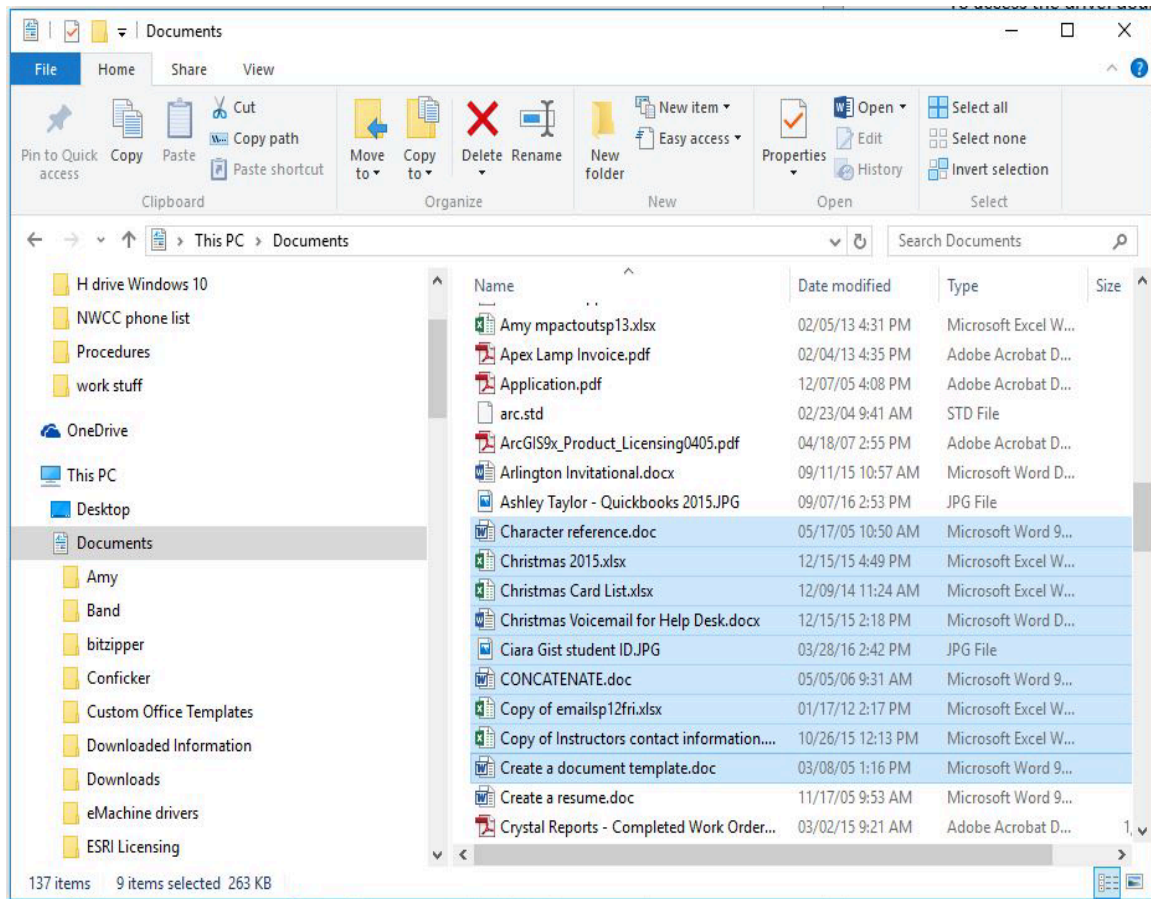 Documents
File Home Share View
Pin to Quick access
Copy
Paste
Cut
Copy path
Paste shortcut
Move to
Copy to
Delete
Rename
New folder
New item
Easy access
Properties
Open
Edit
History
Select all
Select none
Invert selection
Clipboard Organize New Open Select
This PC > Documents
Search Documents
H drive Windows 10
NWCC phone list
Procedures
work stuff
OneDrive
This PC
Desktop
Documents
Amy
Band
bitzipper
Conficker
Custom Office Templates
Downloaded Information
Downloads
eMachine drivers
ESRI Licensing
Name Date modified Type Size
Amy mpactoutsp13.xlsx 02/05/13 4:31 PM Microsoft Excel W...
Apex Lamp Invoice.pdf 02/04/13 4:35 PM Adobe Acrobat D...
Application.pdf 12/07/05 4:08 PM Adobe Acrobat D...
arc.std 02/23/04 9:41 AM STD File
ArcGIS9x_Product_Licensing0405.pdf 04/18/07 2:55 PM Adobe Acrobat D...
Arlington Invitational.docx 09/11/15 10:57 AM Microsoft Word D...
Ashley Taylor - Quickbooks 2015.JPG 09/07/16 2:53 PM JPG File
Character reference.doc 05/17/05 10:50 AM Microsoft Word 9...
Christmas 2015.xlsx 12/15/15 4:49 PM Microsoft Excel W...
Christmas Card List.xlsx 12/09/14 11:24 AM Microsoft Excel W...
Christmas Voicemail for Help Desk.docx 12/15/15 2:18 PM Microsoft Word D...
Ciara Gist student ID.JPG 03/28/16 2:42 PM JPG File
CONCATENATE.doc 05/05/06 9:31 AM Microsoft Word 9...
Copy of emailsp12fri.xlsx 01/17/12 2:17 PM Microsoft Excel W...
Copy of Instructors contact information.... 10/26/15 12:13 PM Microsoft Excel W...
Create a document template.doc 03/08/05 1:16 PM Microsoft Word 9...
Create a resume.doc 11/17/05 9:53 AM Microsoft Word 9...
Crystal Reports - Completed Work Order... 03/02/15 9:21 AM Adobe Acrobat D... 1,
137 items 9 items selected 263 KB